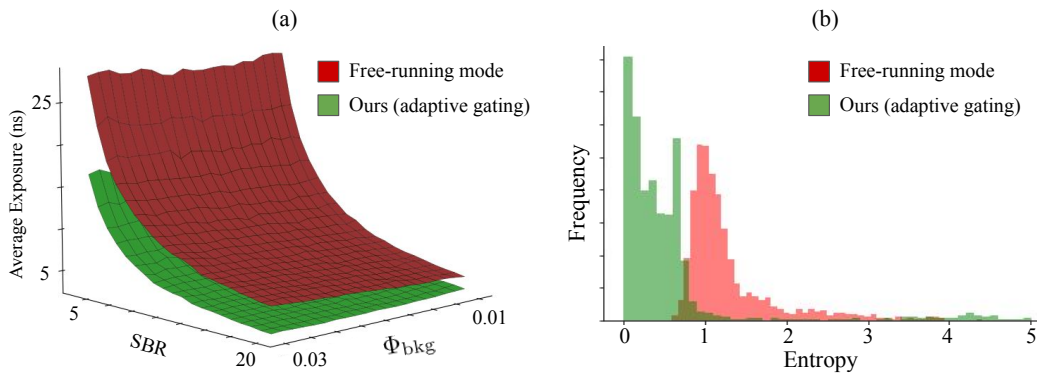 (a)
Free-running mode
Ours (adaptive gating)
25
5
Average Exposure (ns)
5
SBR
20
0.03
Φbkg
0.01
(b)
Free-running mode
Ours (adaptive gating)
Frequency
0 1 2 3 4 5
Entropy